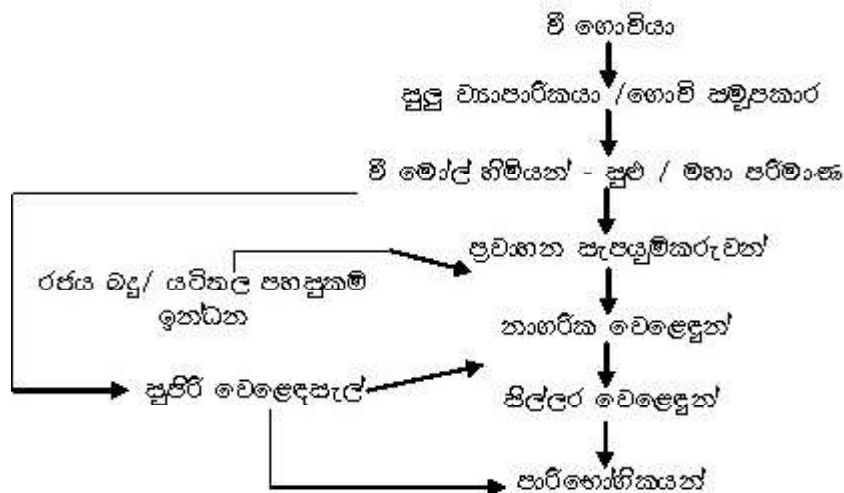 වී ගොවියා
සුලු ව්‍යාපාරිකයා /ගොවි සමූපකාර
වී මෝල් හිමියන් - සුළු / මහා පරිමාණ
ප්‍රවාහන සැපයුම්කරුවන්
රජය බදු/ යටිතල පහසුකම්
ඉන්ධන
නාගරික වෙළෙඳුන්
සුපිරි වෙළෙඳසැල්
සිල්ලර වෙළෙඳුන්
පාරිභෝගිකයන්